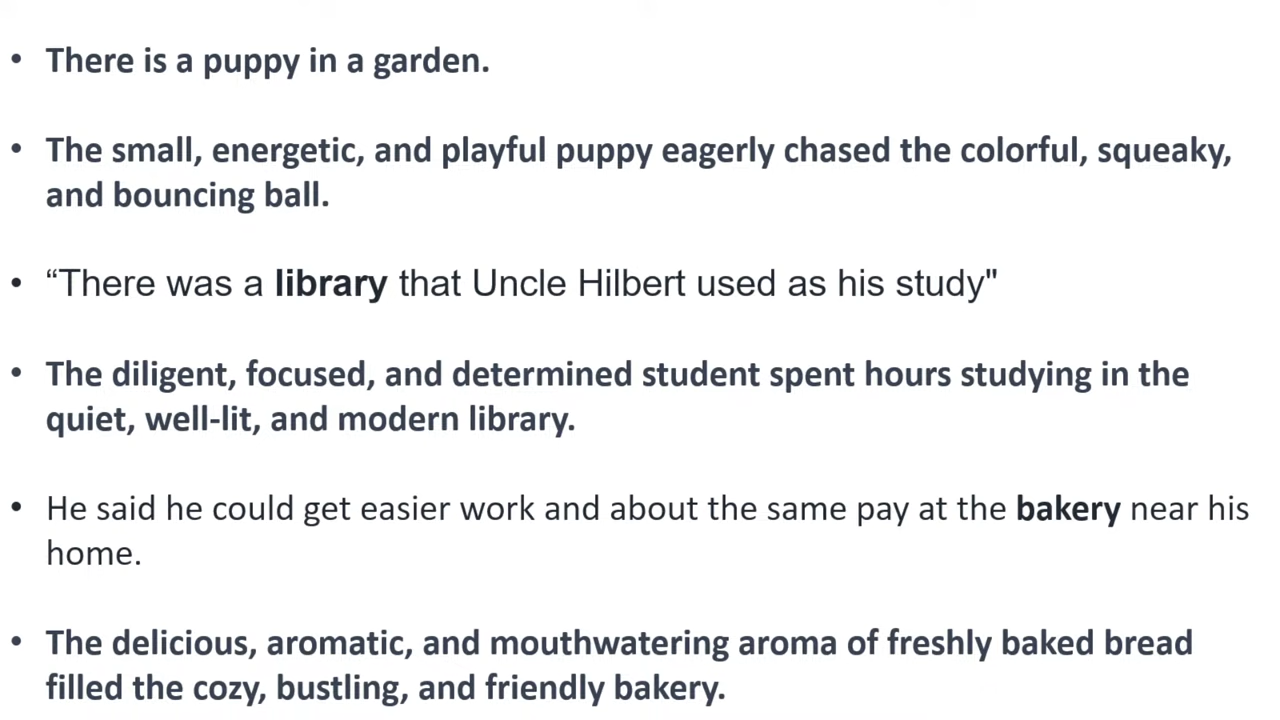 • There is a puppy in a garden.
• The small, energetic, and playful puppy eagerly chased the colorful, squeaky,
and bouncing ball.
• “There was a library that Uncle Hilbert used as his study"
• The diligent, focused, and determined student spent hours studying in the
quiet, well-lit, and modern library.
• He said he could get easier work and about the same pay at the bakery near his
home.
• The delicious, aromatic, and mouthwatering aroma of freshly baked bread
filled the cozy, bustling, and friendly bakery.